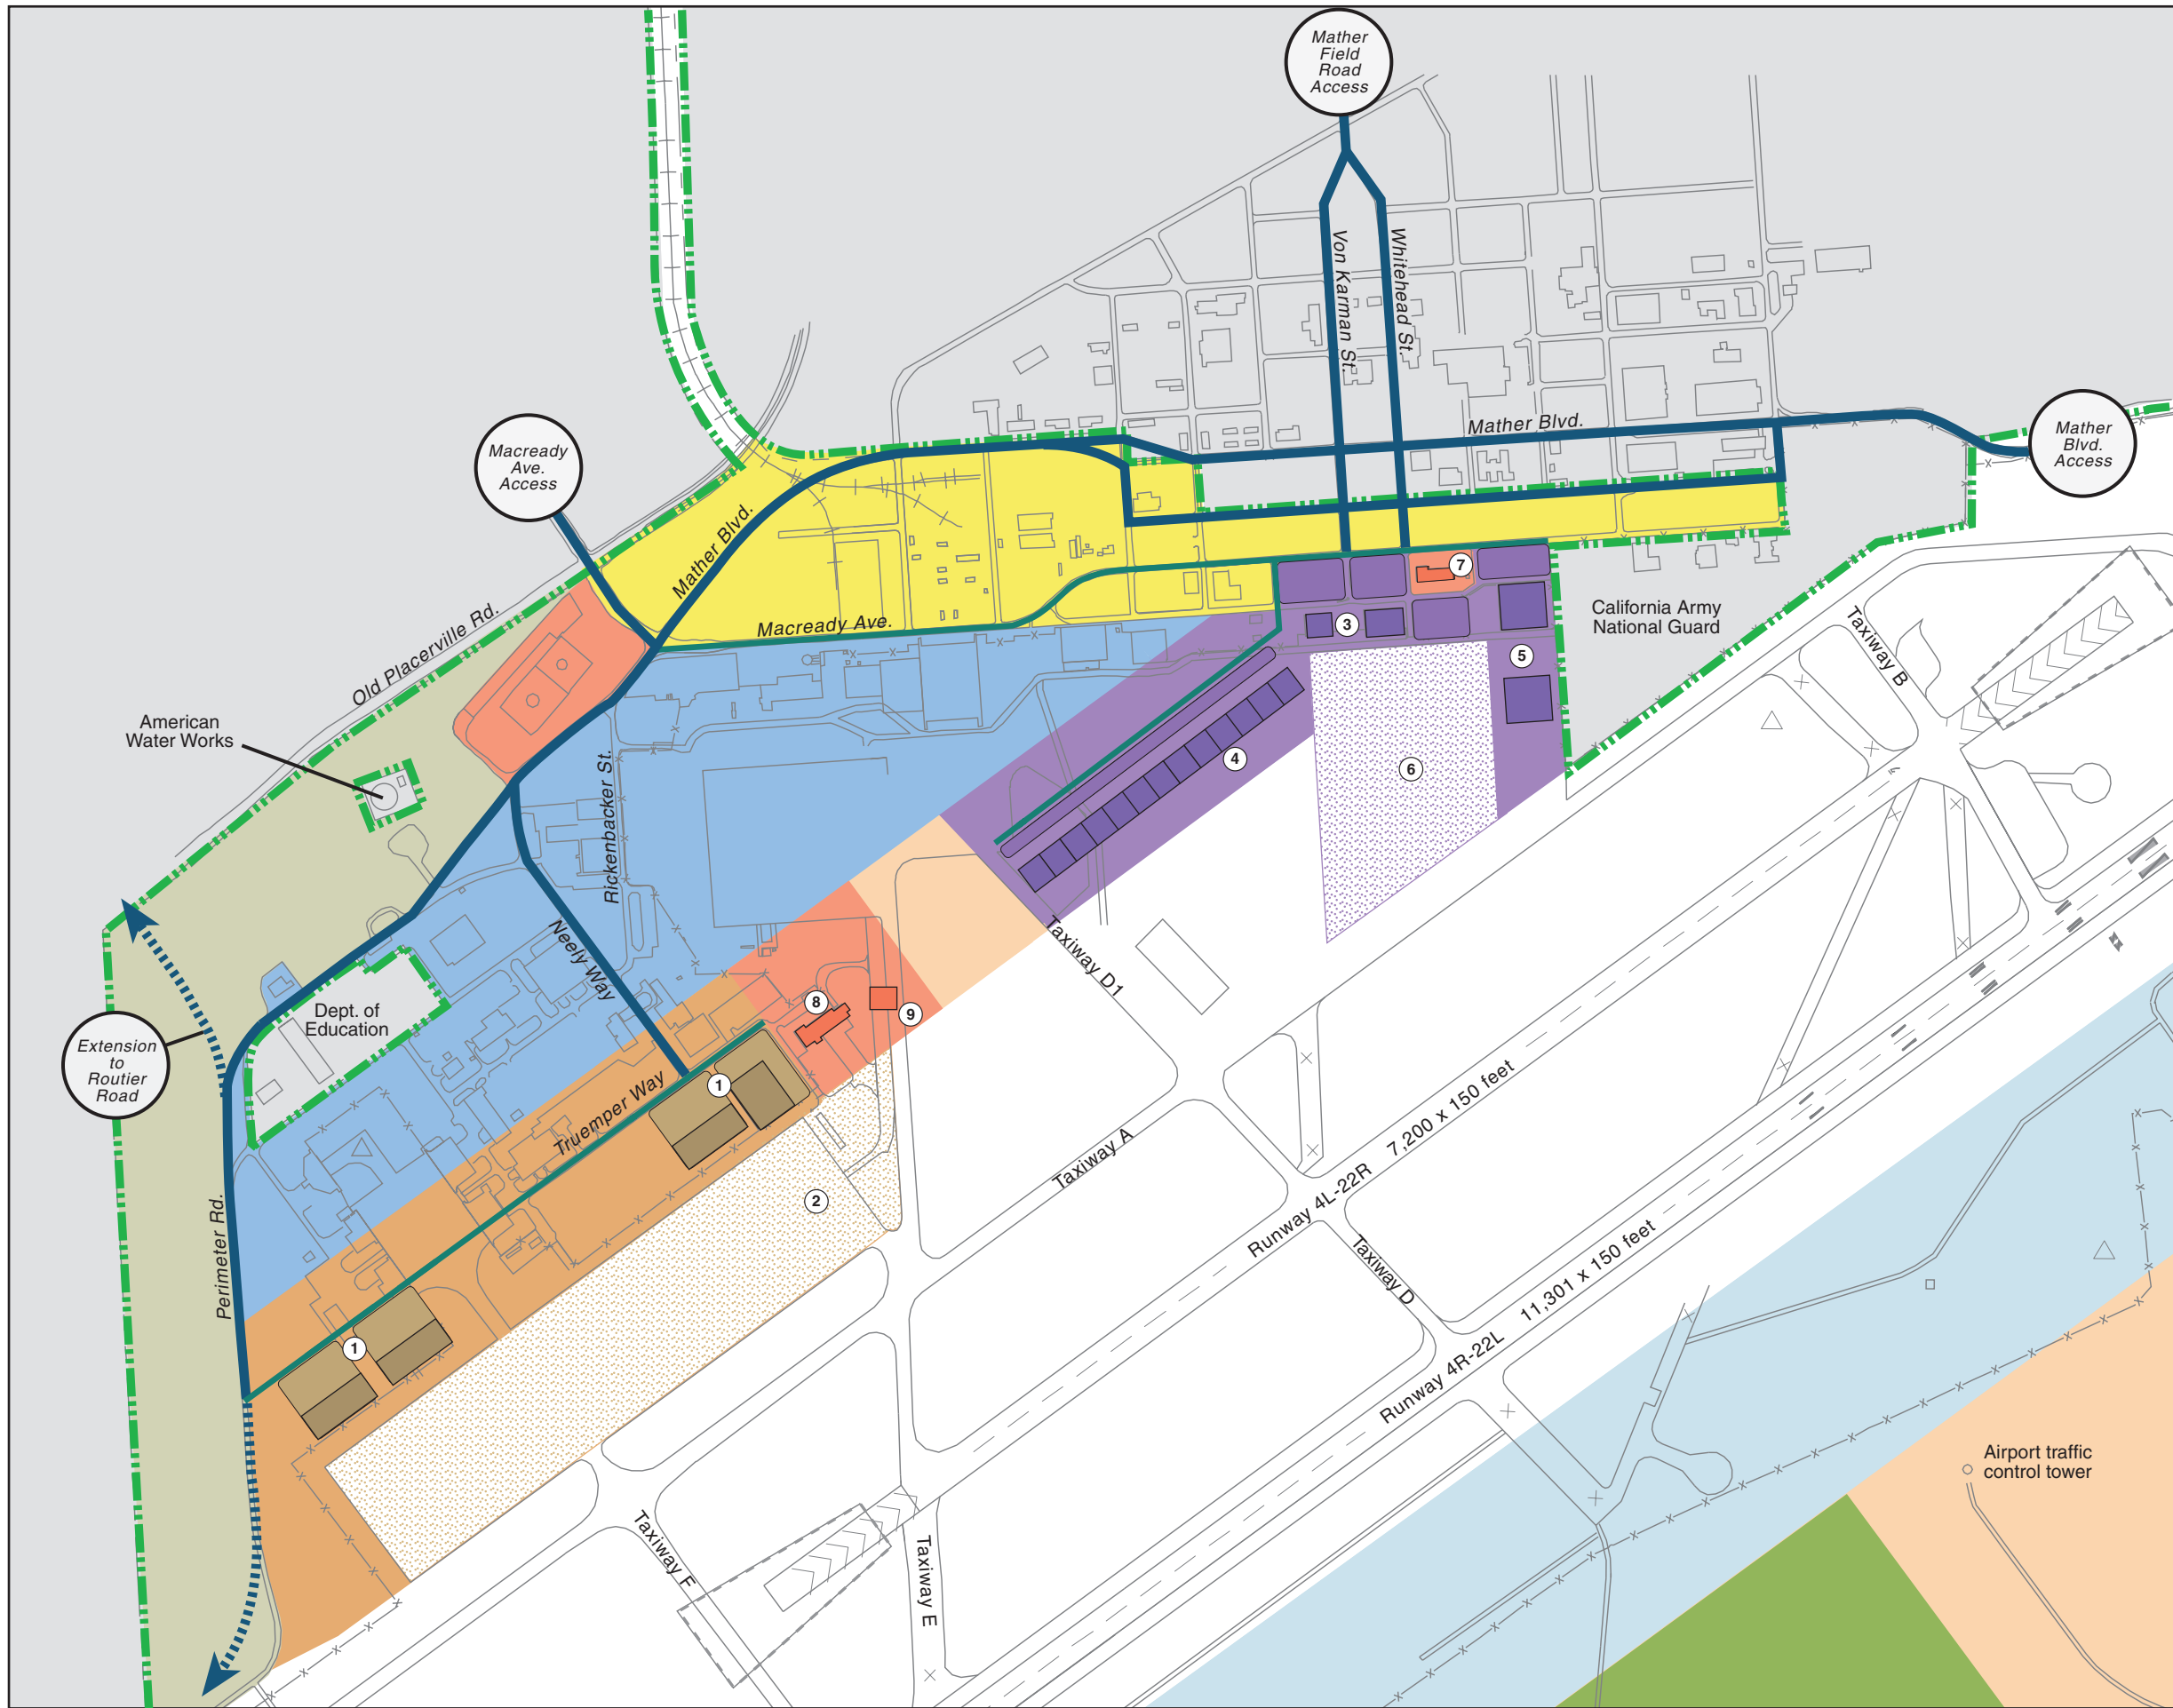 Mather
Field
Road
Access
Von Karman St.
Whitehead St.
Mather Blvd.
Mather
Blvd.
Access
Macready
Ave.
Access
Mather Blvd.
7
Old Placerville Rd.
Macready Ave.
3
California Army
National Guard
Taxiway B
5
American
Water Works
Rickenbacker St.
4
6
Neely Way
Taxiway D1
Dept. of
Education
8
9
Extension
to
Routier
Road
1
Truemper Way
Taxiway A
2
Runway 4L-22R 7,200 x 150 feet
Perimeter Rd.
Taxiway D
Runway 4R-22L 11,301 x 150 feet
1
Airport traffic
control tower
Taxiway F
Taxiway E